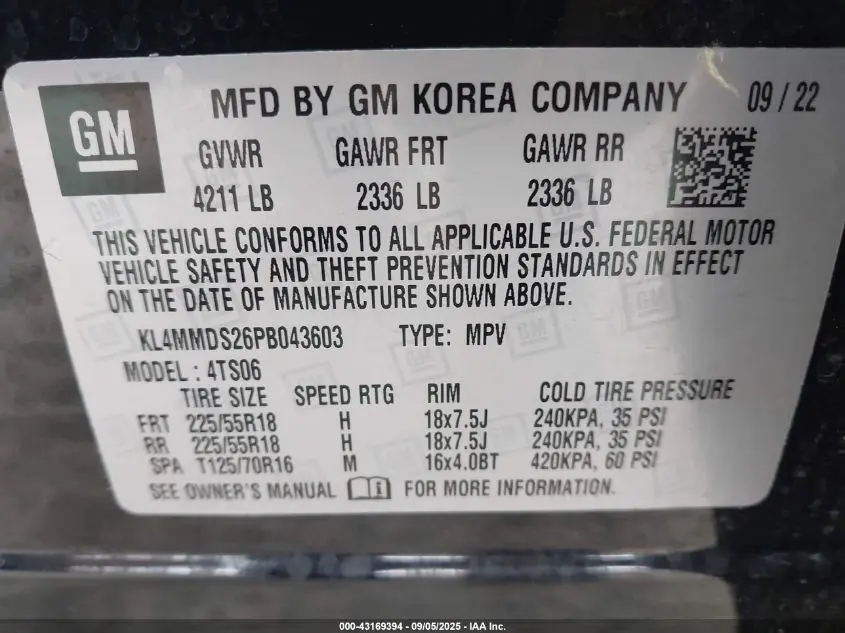 GM
MFD BY GM KOREA COMPANY 09 / 22
GVWR GAWR FRT GAWR RR
4211 LB 2336 LB 2336 LB
THIS VEHICLE CONFORMS TO ALL APPLICABLE U.S. FEDERAL MOTOR
VEHICLE SAFETY AND THEFT PREVENTION STANDARDS IN EFFECT
ON THE DATE OF MANUFACTURE SHOWN ABOVE.
KL4MMDS26PB043603 TYPE: MPV
MODEL : 4TS06
TIRE SIZE SPEED RTG RIM COLD TIRE PRESSURE
FRT 225/55R18 H 18x7.5J 240KPA, 35 PSI
RR 225/55R18 H 18x7.5J 240KPA, 35 PSI
SPA T125/70R16 M 16x4.0BT 420KPA, 60 PSI
SEE OWNER'S MANUAL FOR MORE INFORMATION.
000-43169394 - 09/05/2025 - IAA Inc.